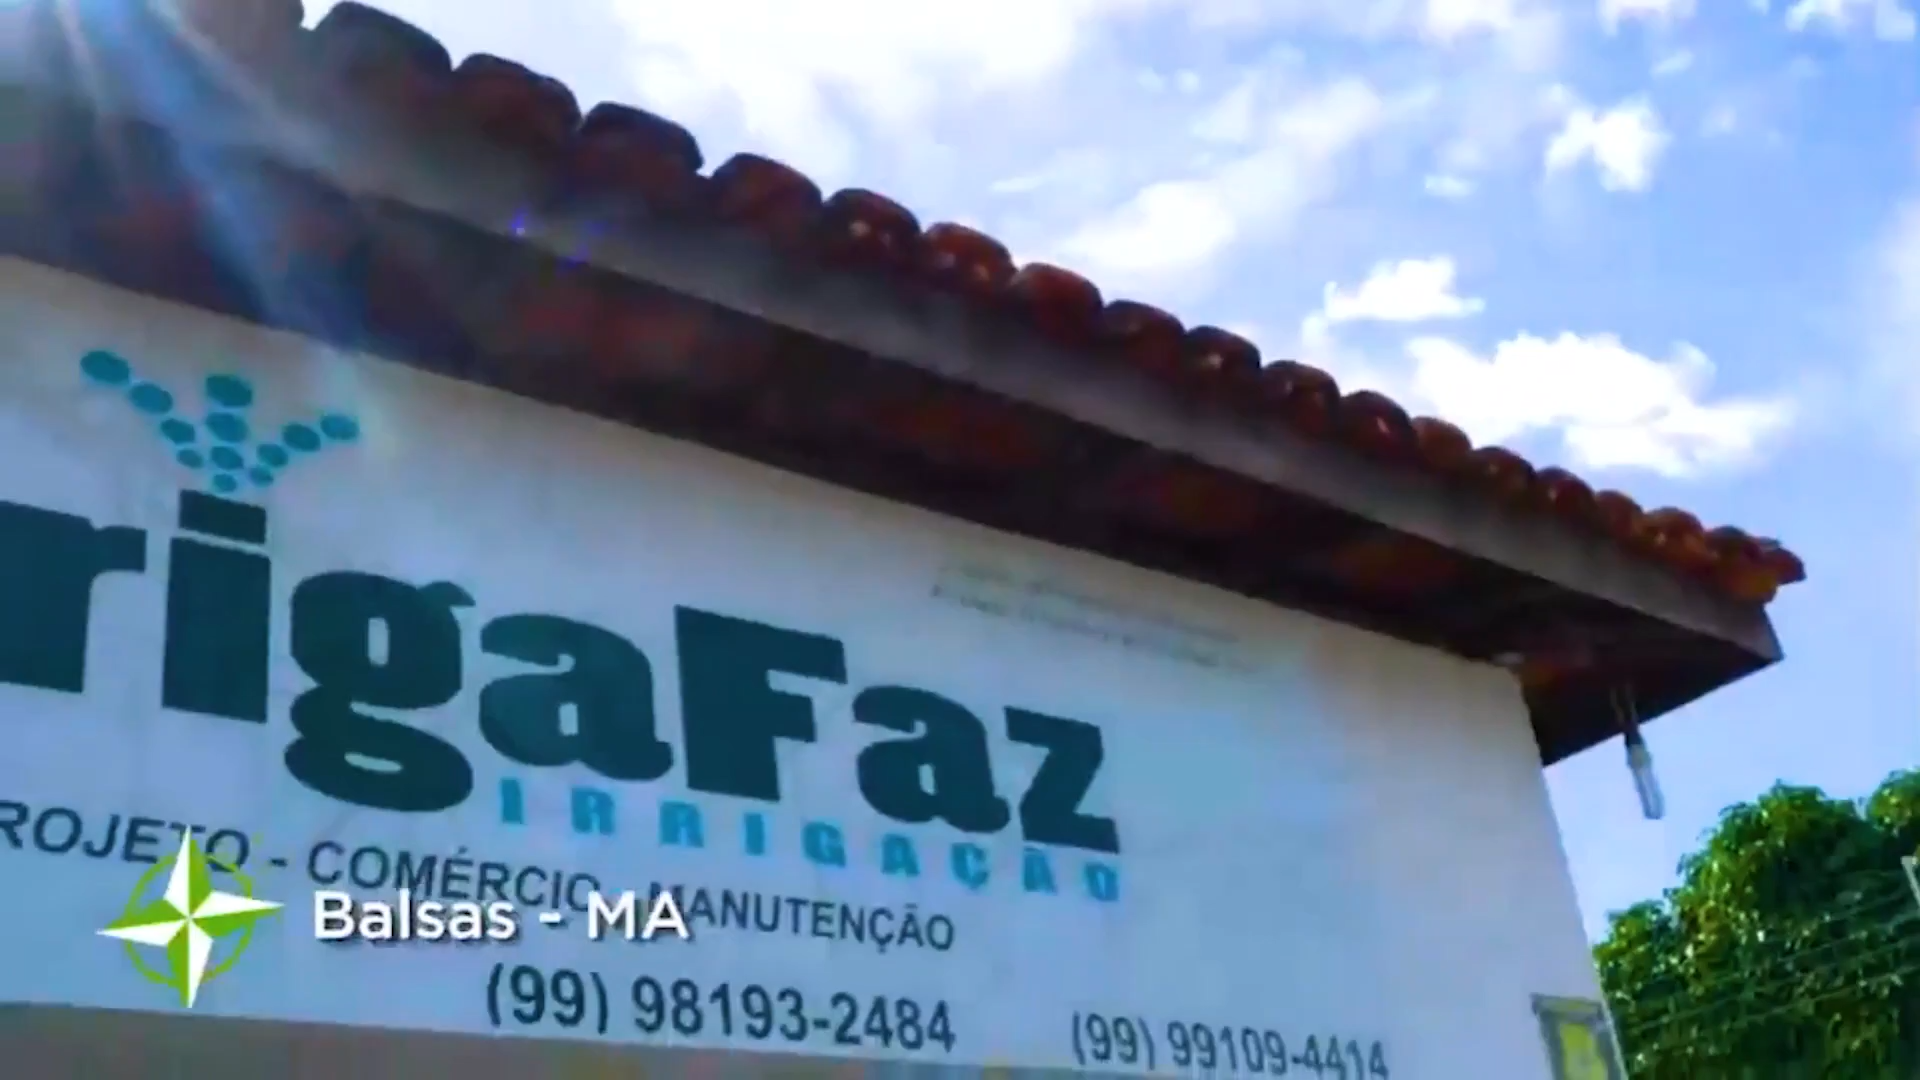 rigaFaz
IRRIGAÇÃO
ROJETO - COMÉRCIO - MANUTENÇÃO
Balsas - MA
(99) 98193-2484
(99) 99109-4414